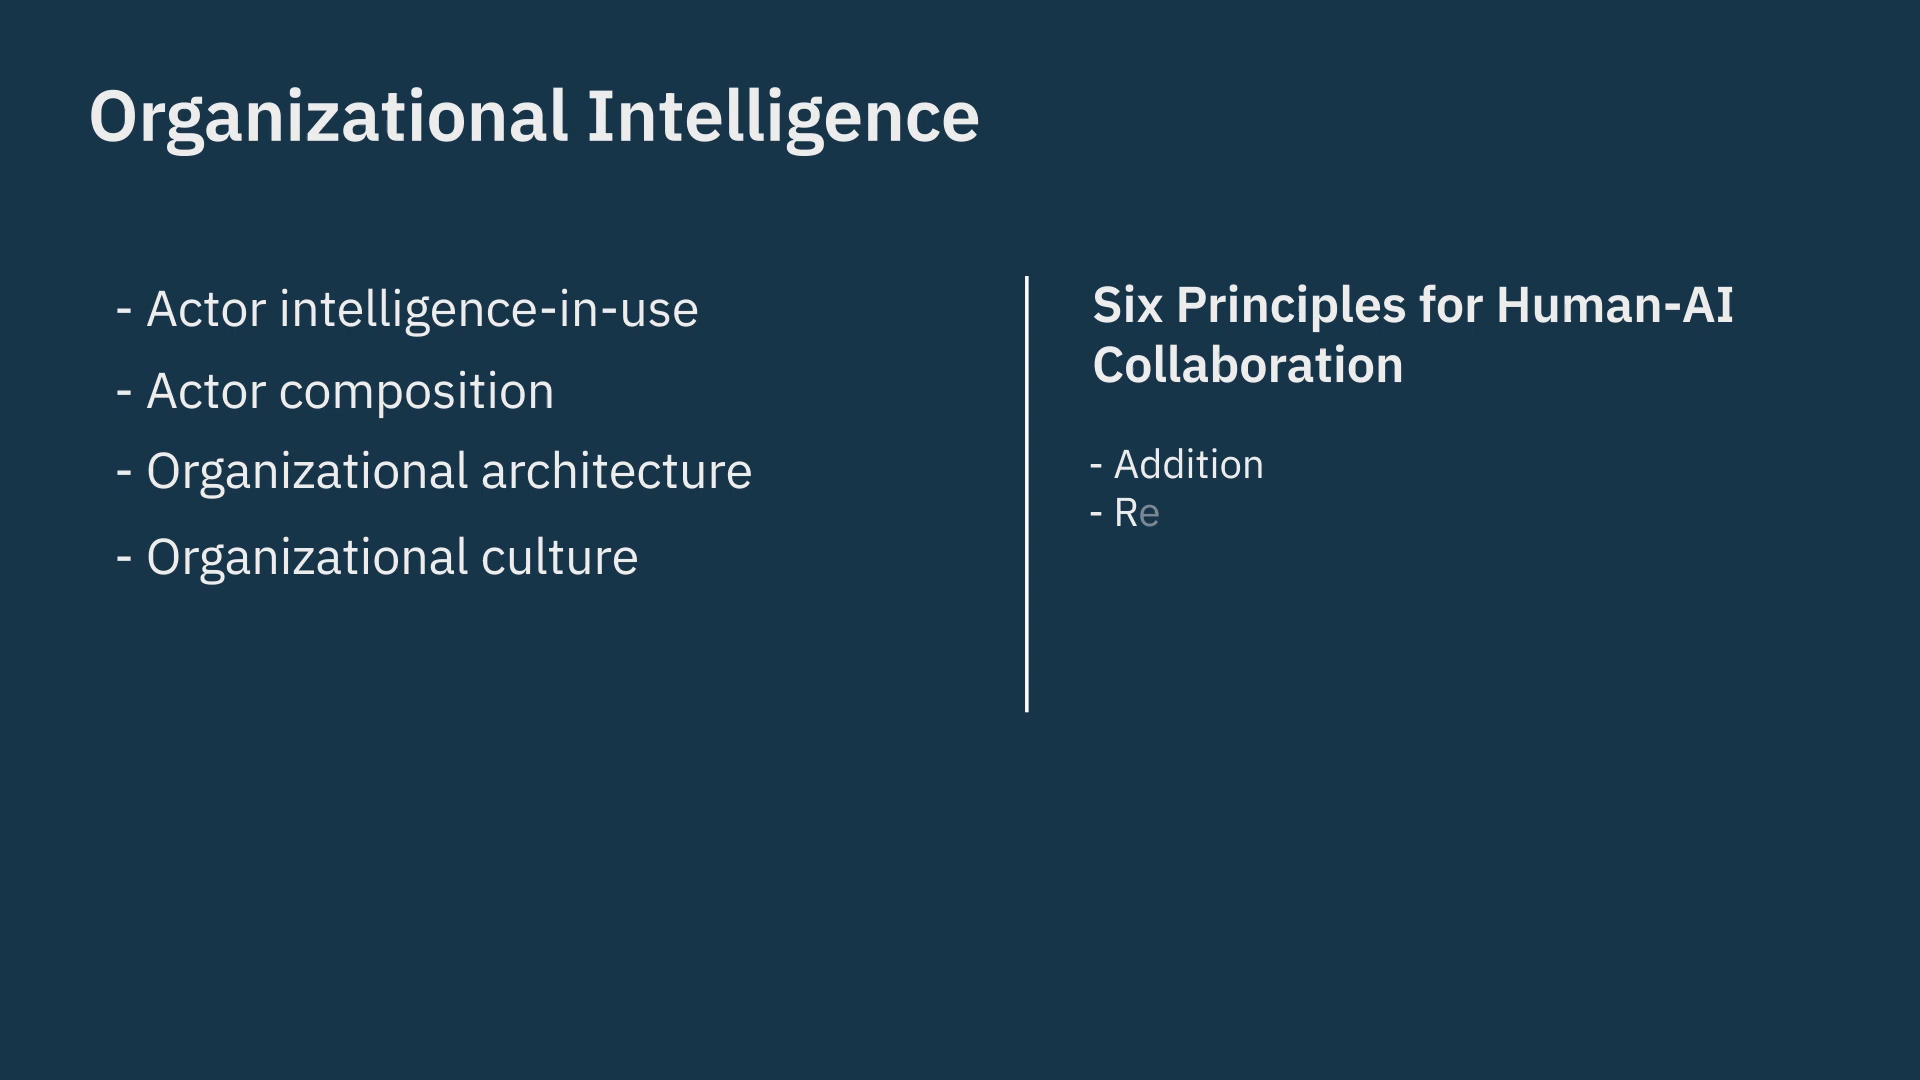 Organizational Intelligence
- Actor intelligence-in-use
- Actor composition
- Organizational architecture
- Organizational culture
Six Principles for Human-AI
Collaboration
- Addition
- Re